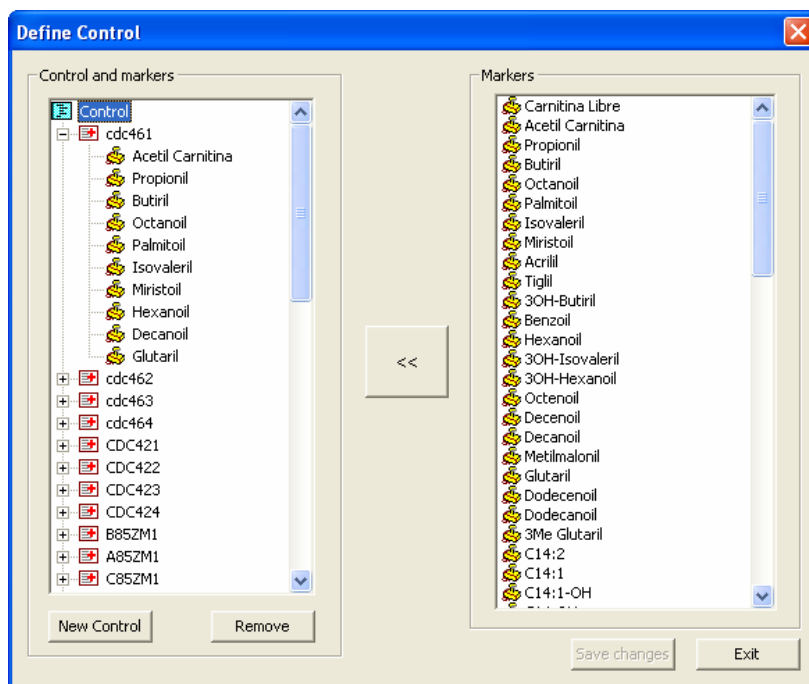 Define Control
Control and markers
Control
cdc461
Acetil Carnitina
Propionil
Butiril
Octanoil
Palmitoil
Isovaleril
Miristoil
Hexanoil
Decanoil
Glutaril
cdc462
cdc463
cdc464
CDC421
CDC422
CDC423
CDC424
B85ZM1
A85ZM1
C85ZM1
New Control
Remove
<<
Markers
Carnitina Libre
Acetil Carnitina
Propionil
Butiril
Octanoil
Palmitoil
Isovaleril
Miristoil
Acrilil
Tiglil
3OH-Butiril
Benzoil
Hexanoil
3OH-Isovaleril
3OH-Hexanoil
Octenoil
Decenoil
Decanoil
Metilmalonil
Glutaril
Dodecenoil
Dodecanoil
3Me Glutaril
C14:2
C14:1
C14:1-OH
Save changes
Exit